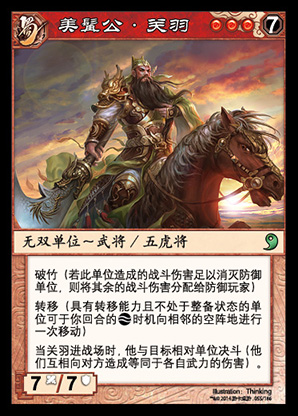 蜀
美髯公·关羽
7
无双单位~武将/五虎将
破竹(若此单位造成的战斗伤害足以消灭防御
单位,则将其余的战斗伤害分配给防御玩家)
转移(具有转移能力且不处于整备状态的单
位可于你回合的 时机向相邻的空阵地进行
一次移动)
当关羽进战场时,他与目标相对单位决斗(他
们互相向对方造成等同于各自武力的伤害)。
7 / 7
Illustration: Thinking